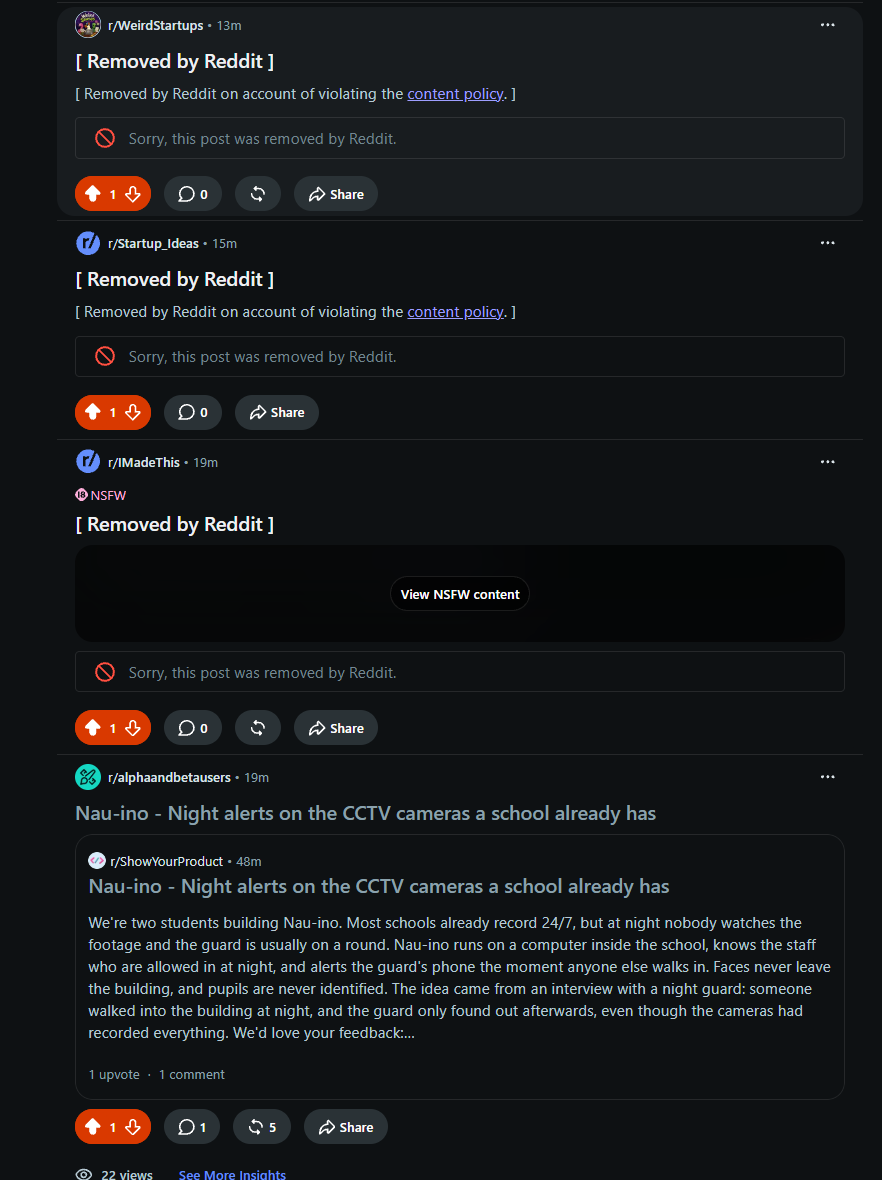 r/WeirdStartups • 13m
[ Removed by Reddit ]
[ Removed by Reddit on account of violating the content policy. ]
Sorry, this post was removed by Reddit.
1 0 Share
r/Startup_Ideas • 15m
[ Removed by Reddit ]
[ Removed by Reddit on account of violating the content policy. ]
Sorry, this post was removed by Reddit.
1 0 Share
r/IMadeThis • 19m
18 NSFW
[ Removed by Reddit ]
View NSFW content
Sorry, this post was removed by Reddit.
1 0 Share
r/alphaandbetausers • 19m
Nau-ino - Night alerts on the CCTV cameras a school already has
r/ShowYourProduct • 48m
Nau-ino - Night alerts on the CCTV cameras a school already has
We're two students building Nau-ino. Most schools already record 24/7, but at night nobody watches the
footage and the guard is usually on a round. Nau-ino runs on a computer inside the school, knows the staff
who are allowed in at night, and alerts the guard's phone the moment anyone else walks in. Faces never leave
the building, and pupils are never identified. The idea came from an interview with a night guard: someone
walked into the building at night, and the guard only found out afterwards, even though the cameras had
recorded everything. We'd love your feedback:...
1 upvote · 1 comment
1 1 5 Share
22 views See More Insights